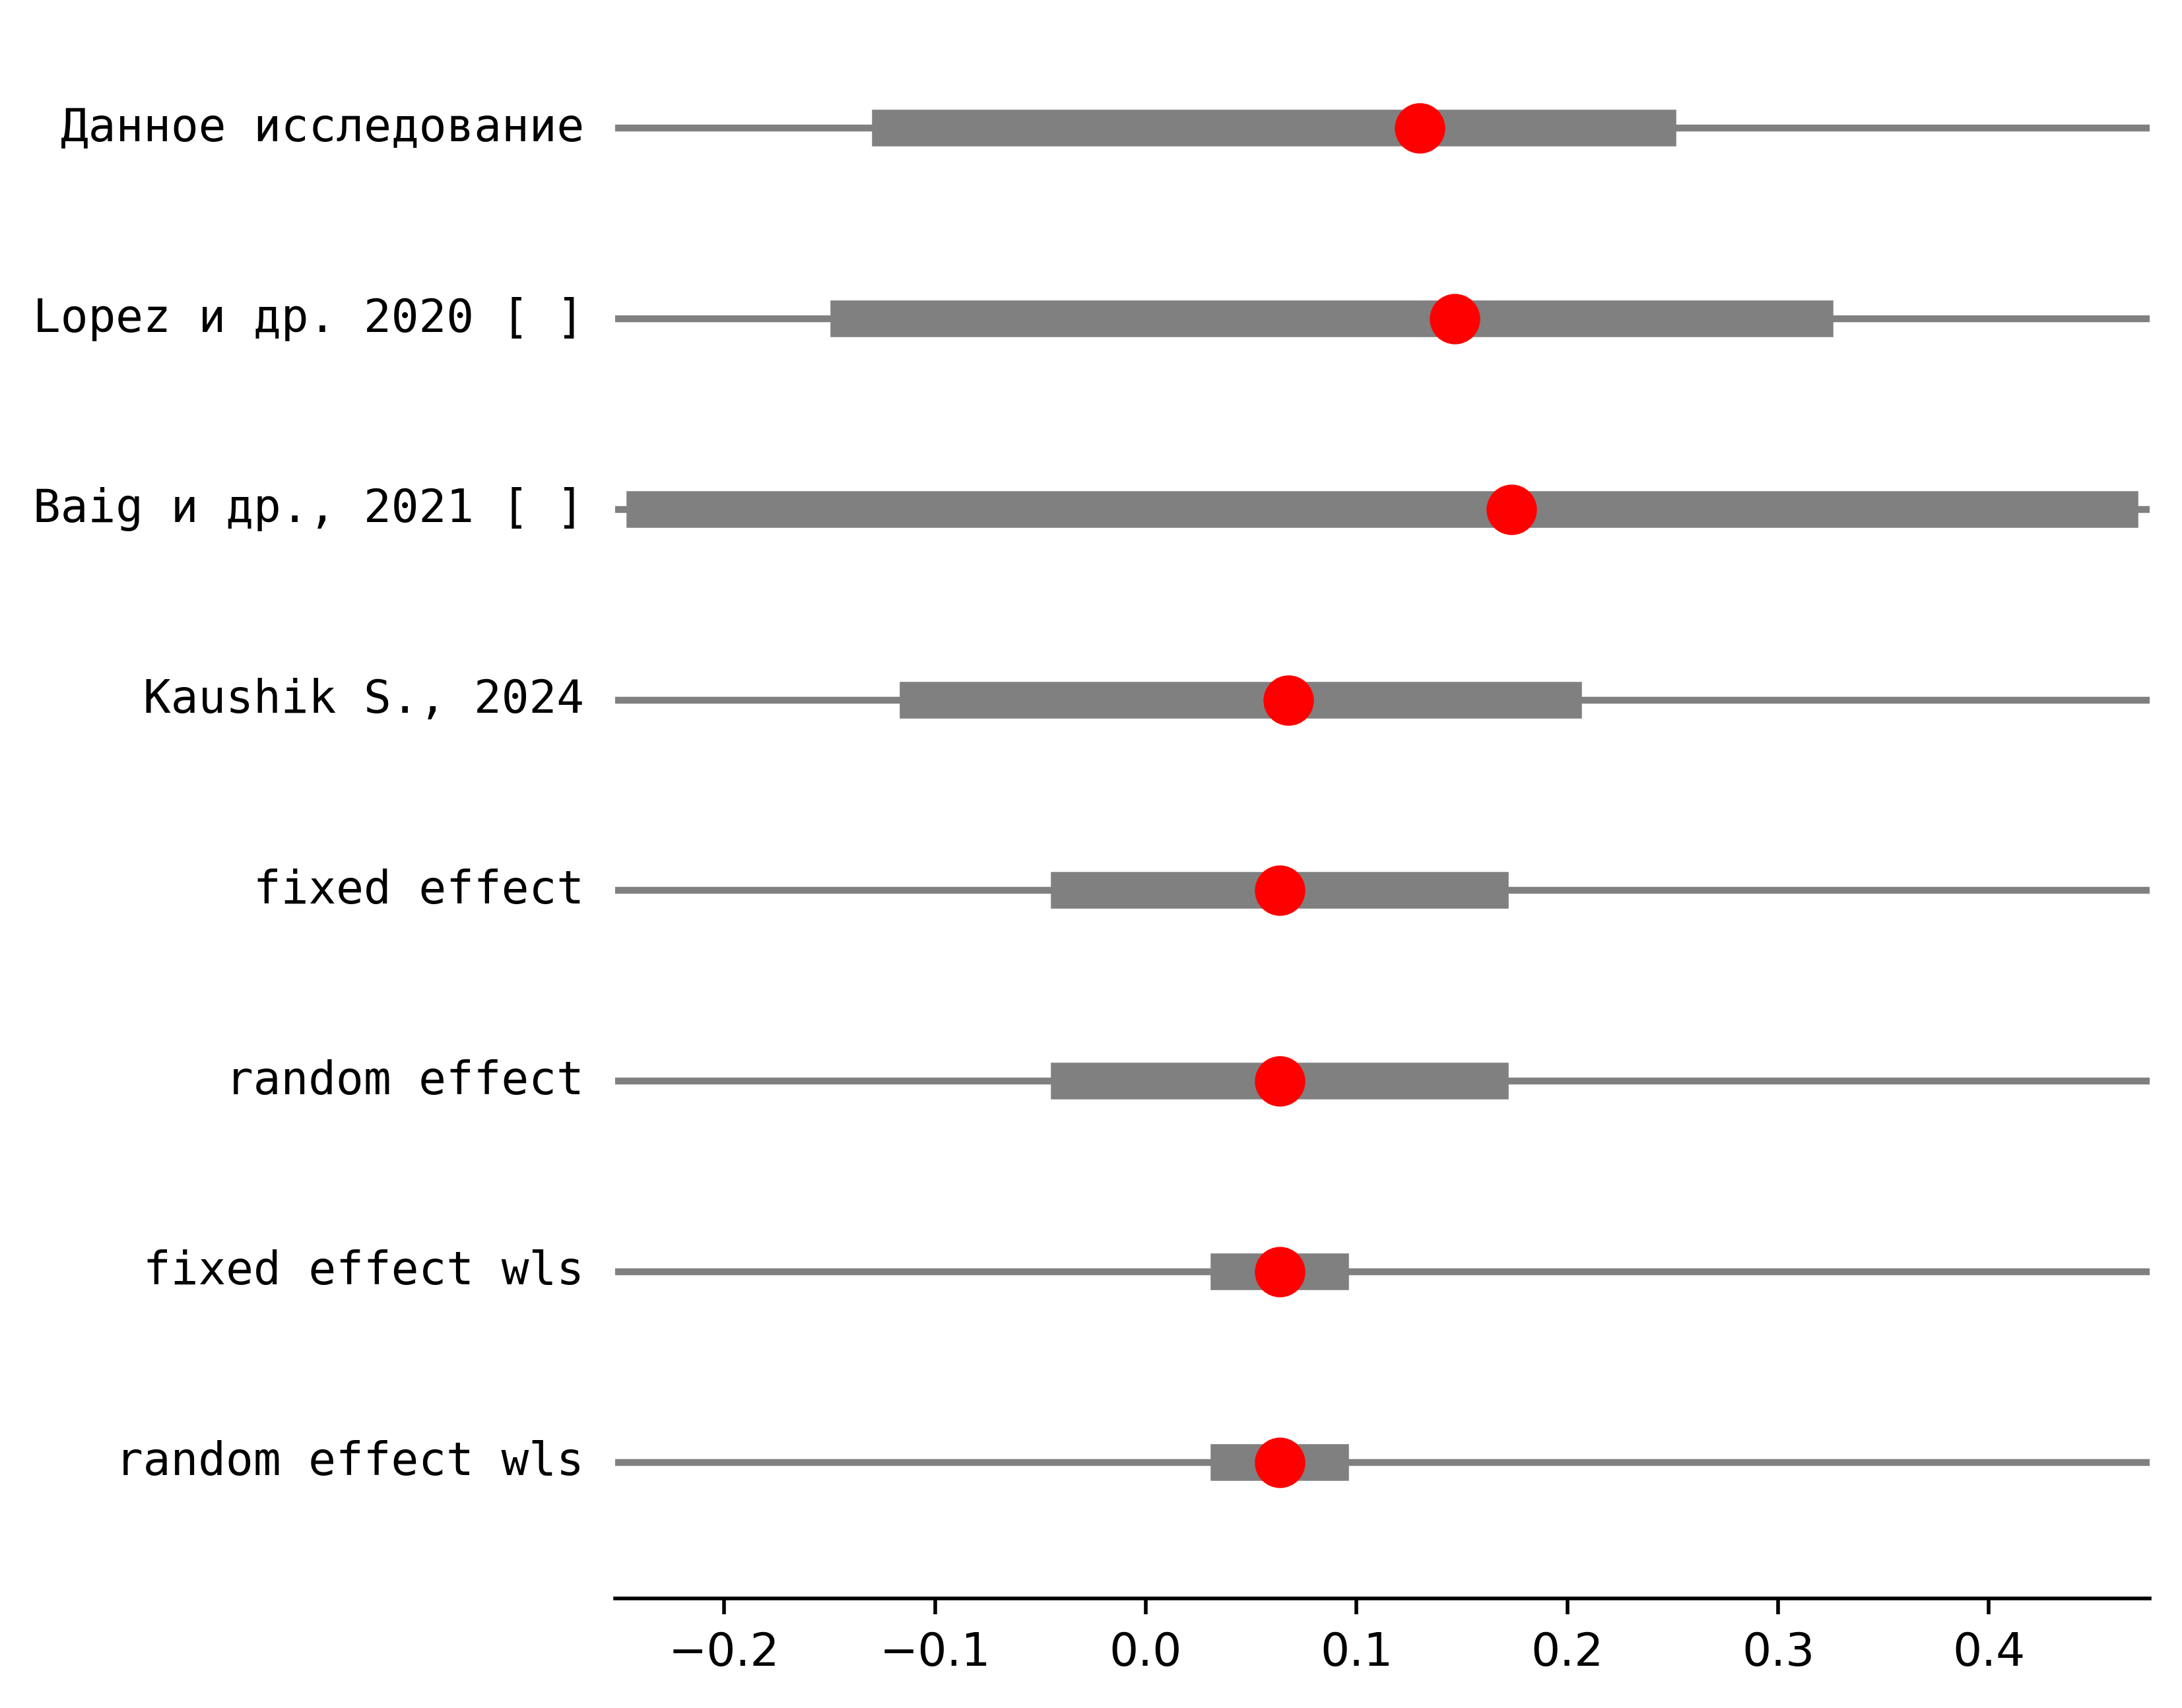 Данное исследование
Lopez и др. 2020 [ ]
Baig и др., 2021 [ ]
Kaushik S., 2024
fixed effect
random effect
fixed effect wls
random effect wls
−0.2 −0.1 0.0 0.1 0.2 0.3 0.4